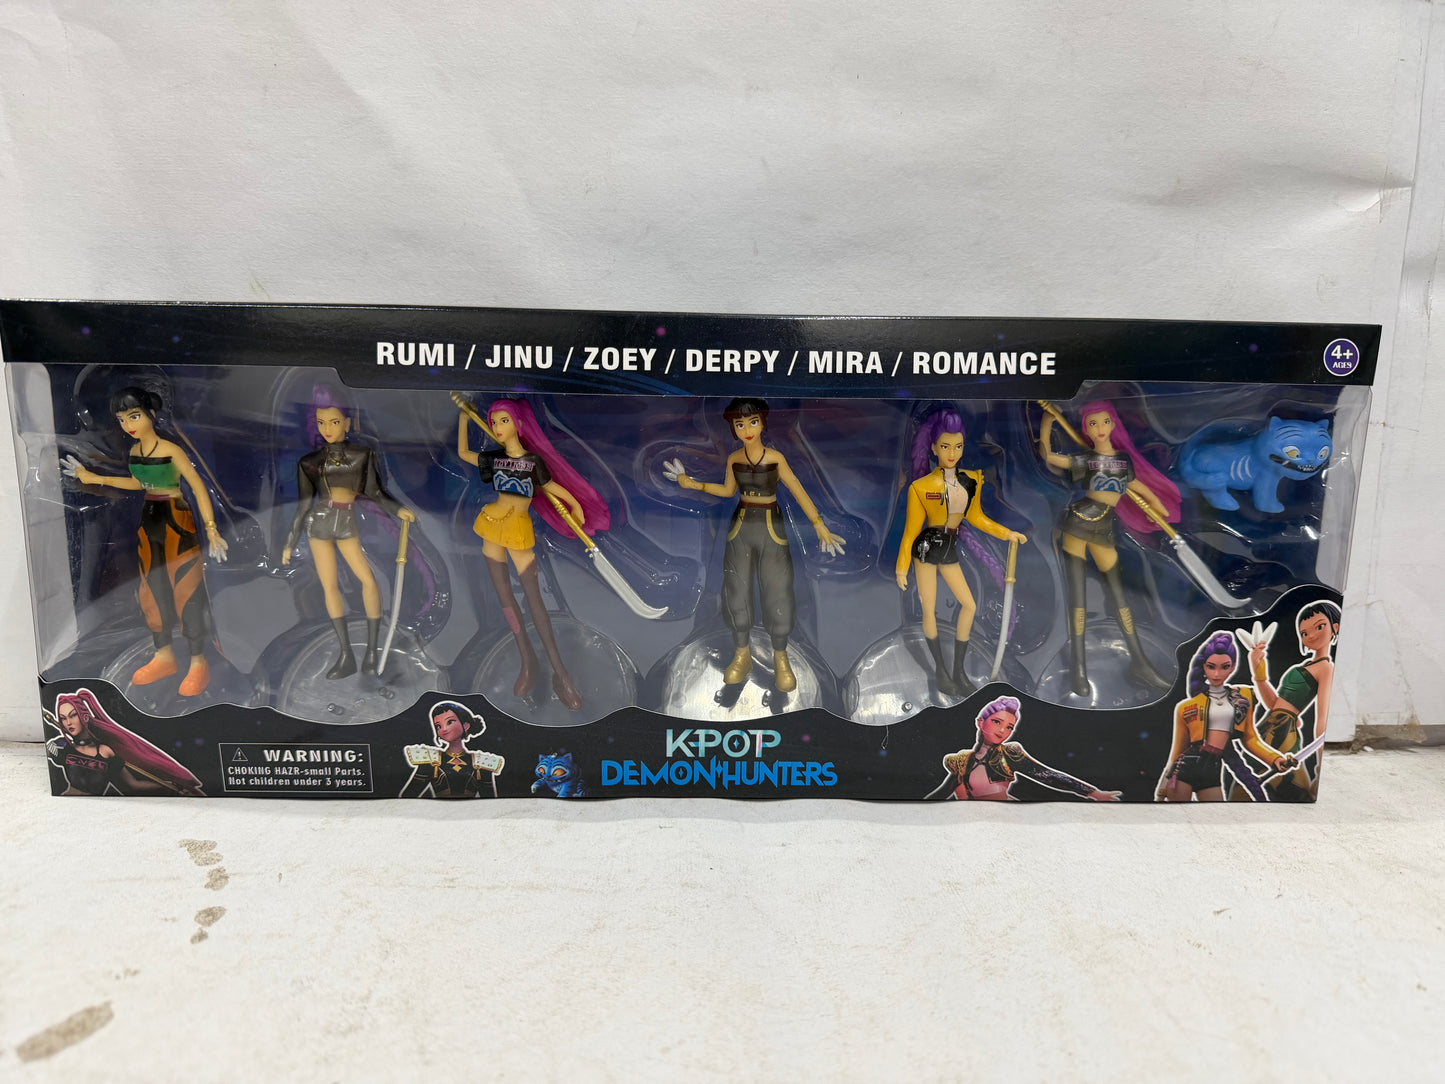 RUMI / JINU / ZOEY / DERPY / MIRA / ROMANCE
4+
AGES
WARNING:
CHOKING HAZR-small Parts.
Not children under 3 years.
K-POP
DEMON HUNTERS